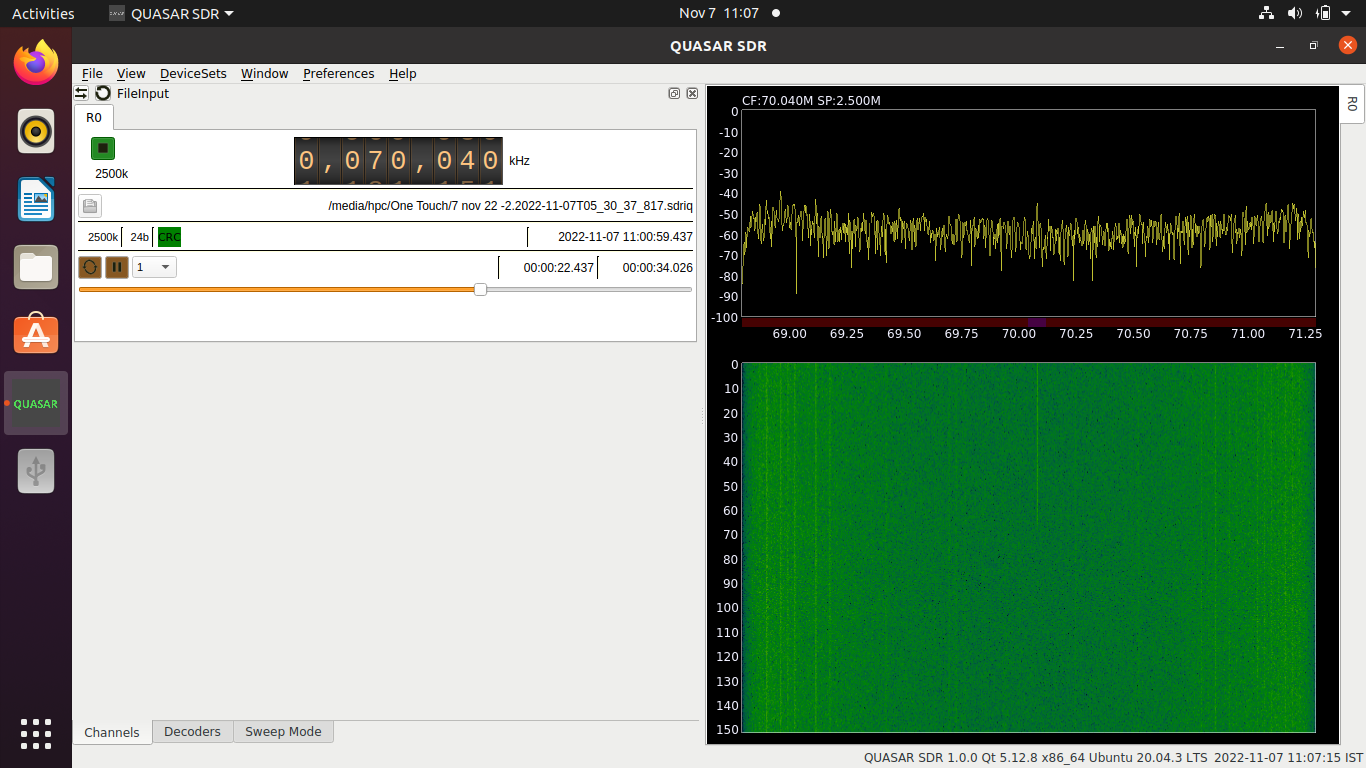 Activities QUASAR SDR Nov 7 11:07
QUASAR SDR
File View DeviceSets Window Preferences Help
FileInput
R0
2500k
0,070,040 kHz
/media/hpc/One Touch/7 nov 22 -2.2022-11-07T05_30_37_817.sdriq
2500k 24b CRC 2022-11-07 11:00:59.437
1 00:00:22.437 00:00:34.026
QUASAR
Channels Decoders Sweep Mode
CF:70.040M SP:2.500M
R0
0
-10
-20
-30
-40
-50
-60
-70
-80
-90
-100
69.00 69.25 69.50 69.75 70.00 70.25 70.50 70.75 71.00 71.25
0
10
20
30
40
50
60
70
80
90
100
110
120
130
140
150
QUASAR SDR 1.0.0 Qt 5.12.8 x86_64 Ubuntu 20.04.3 LTS 2022-11-07 11:07:15 IST